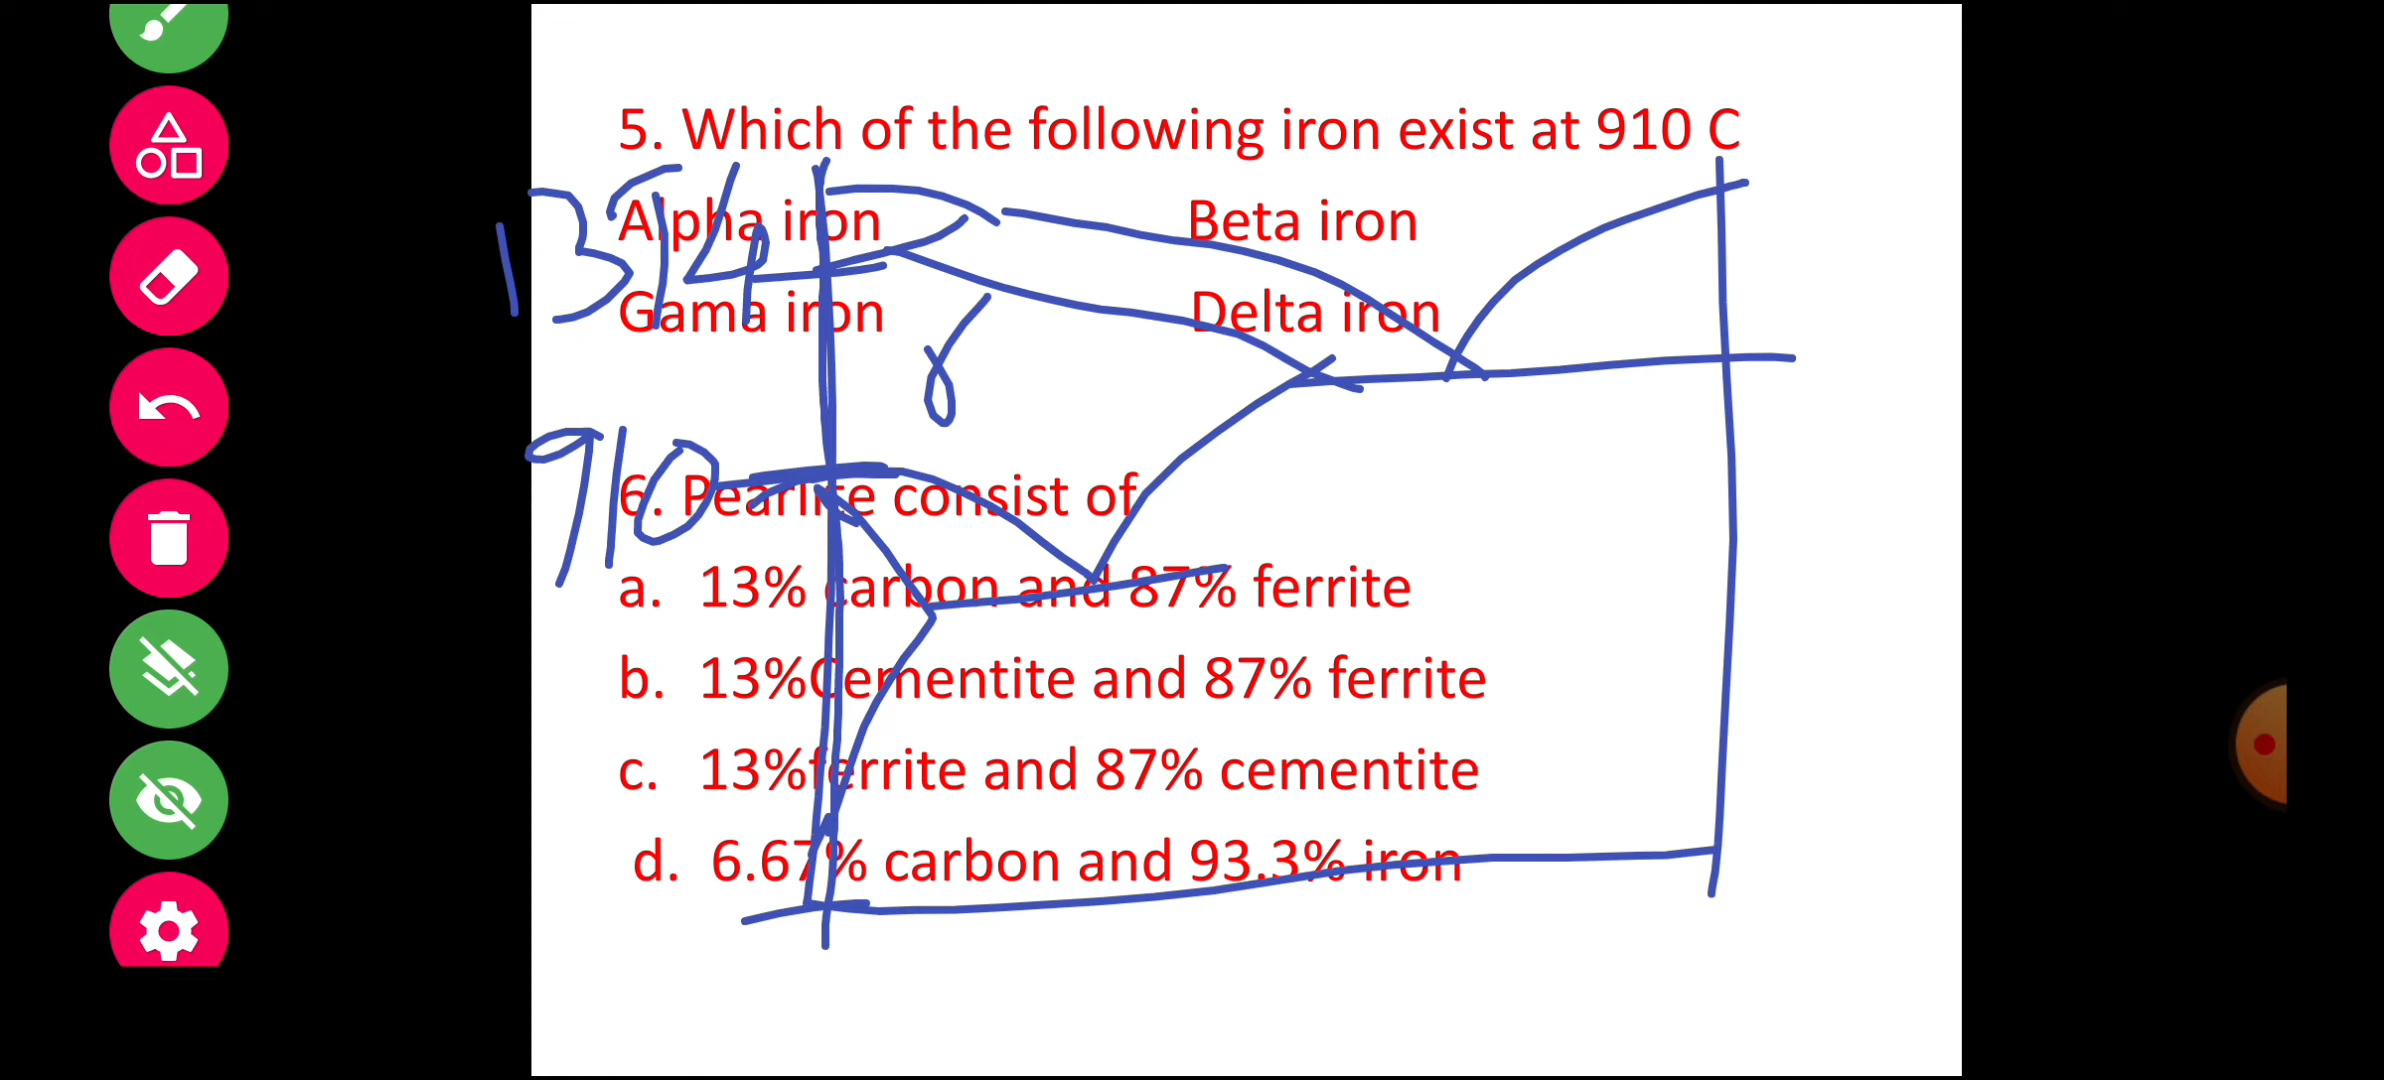 5. Which of the following iron exist at 910 C
Alpha iron Beta iron
Gama iron Delta iron
γ
910
6. Pearlite consist of
a. 13% carbon and 87% ferrite
b. 13%Cementite and 87% ferrite
c. 13%ferrite and 87% cementite
d. 6.67% carbon and 93.3% iron